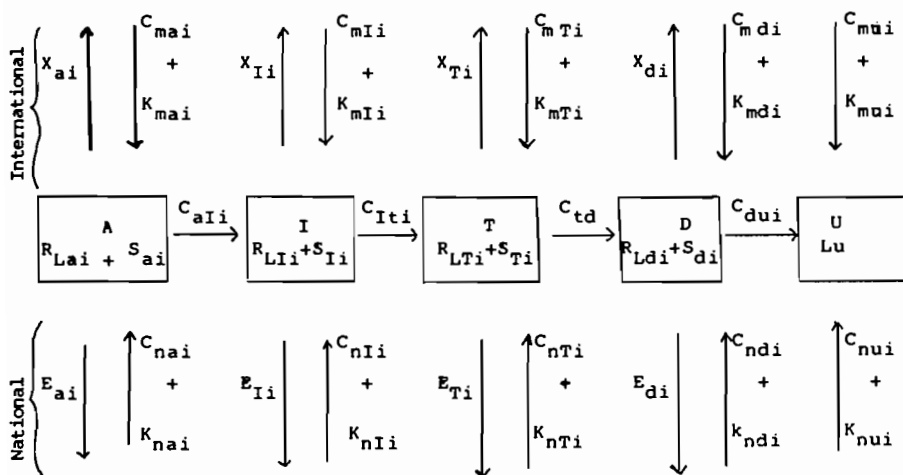 International
C_mai C_mIi C_mTi C_mdi C_mui
X_ai + X_Ii + X_Ti + X_di + +
K_mai K_mIi K_mTi K_mdi K_mui
A C_aIi I C_Iti T C_td D C_dui U
R_Lai + S_ai R_LIi+S_Ii R_LTi+S_Ti R_Ldi+S_di Lu
National
C_nai C_nIi C_nTi C_ndi C_nui
E_ai + E_Ii + E_Ti + E_di + +
K_nai K_nIi K_nTi k_ndi K_nui